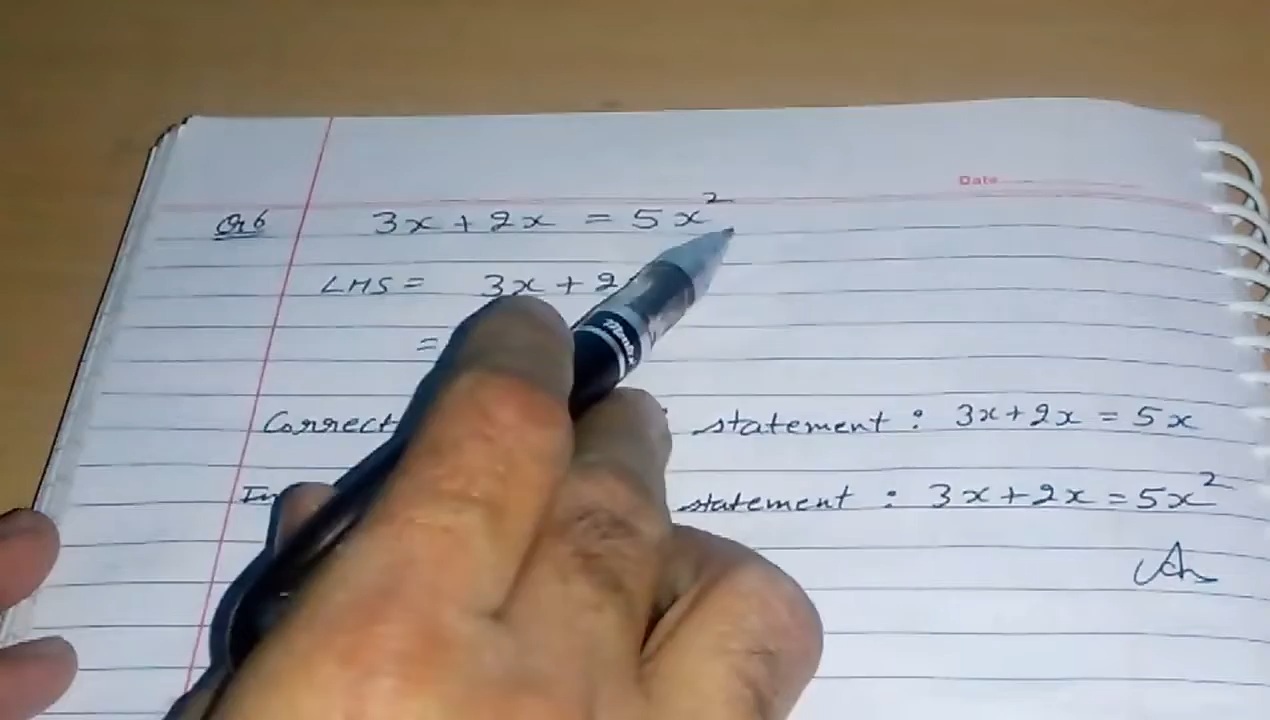 Date
Q6 3x + 2x = 5x²
LHS = 3x + 2
=
Correct statement : 3x + 2x = 5x
statement : 3x + 2x = 5x²